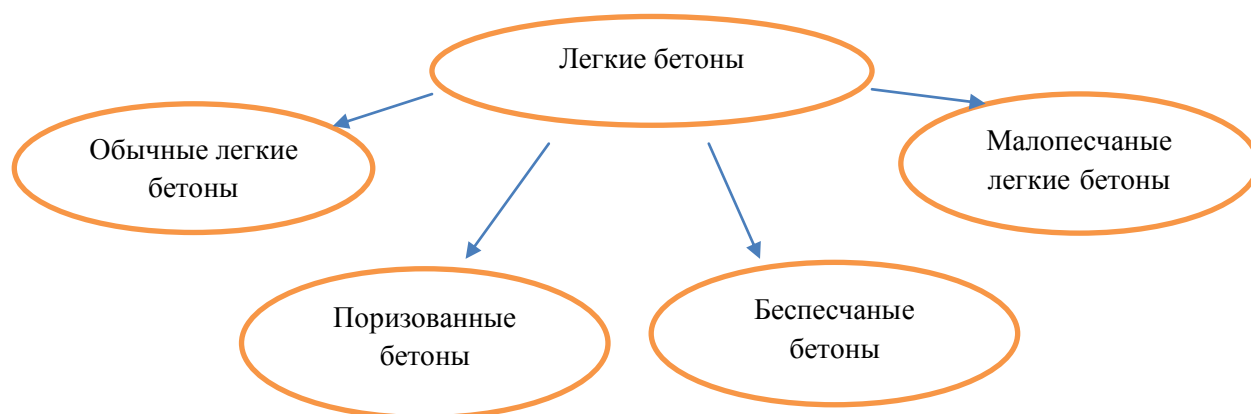 Легкие бетоны
Обычные легкие
бетоны
Малопесчаные
легкие бетоны
Поризованные
бетоны
Беспесчаные
бетоны